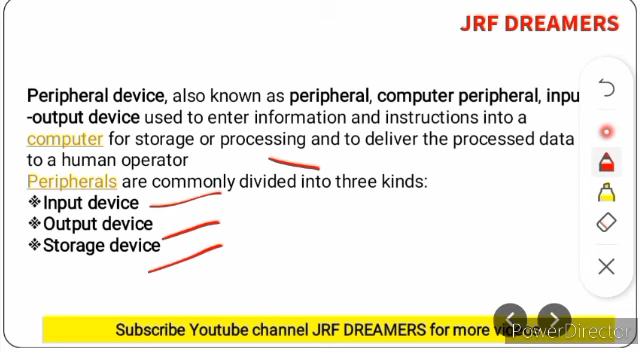 JRF DREAMERS
Peripheral device, also known as peripheral, computer peripheral, inpu
-output device used to enter information and instructions into a
computer for storage or processing and to deliver the processed data
to a human operator
Peripherals are commonly divided into three kinds:
❖Input device
❖Output device
❖Storage device
Subscribe Youtube channel JRF DREAMERS for more
PowerDirector